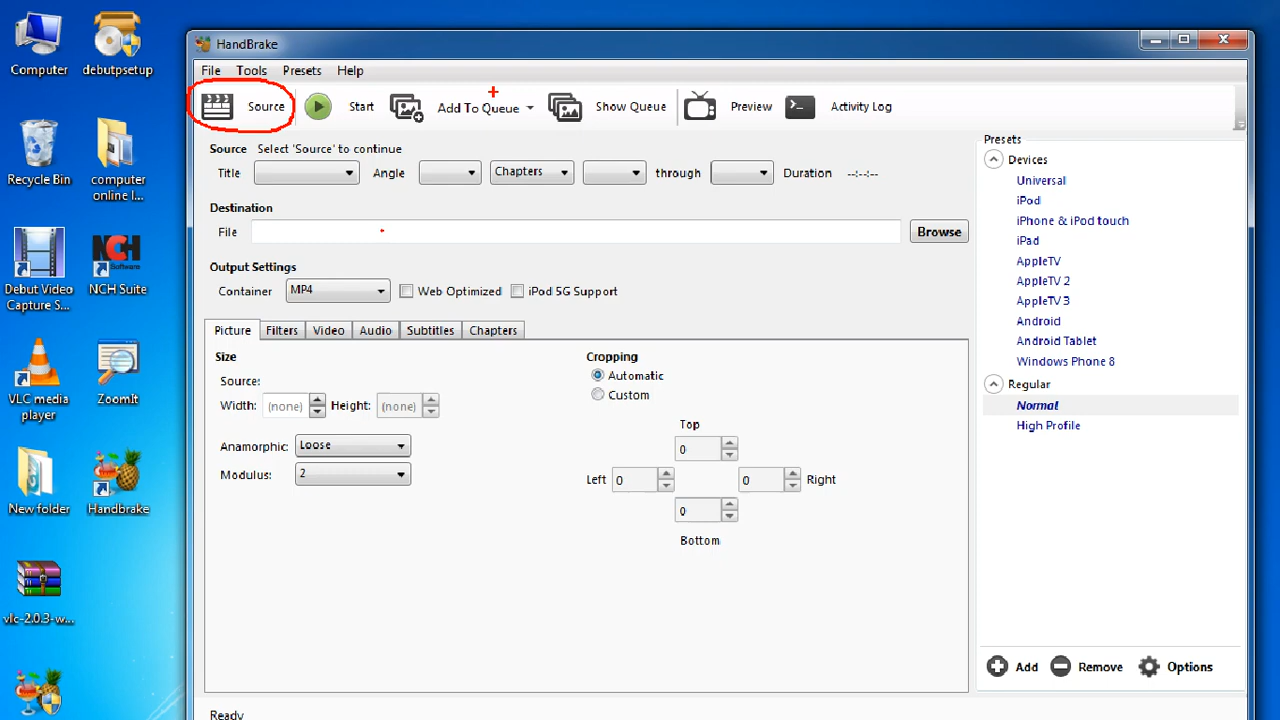 Computer
debutpsetup
Recycle Bin
computer
online l...
Debut Video
Capture S...
NCH
Software
NCH Suite
VLC media
player
ZoomIt
New folder
Handbrake
vlc-2.0.3-w...
HandBrake
File Tools Presets Help
Source Start Add To Queue Show Queue Preview Activity Log
Source Select 'Source' to continue
Title Angle Chapters through Duration --:--:--
Destination
File Browse
Output Settings
Container MP4 Web Optimized iPod 5G Support
Picture Filters Video Audio Subtitles Chapters
Size
Source:
Width: (none) Height: (none)
Anamorphic: Loose
Modulus: 2
Cropping
Automatic
Custom
Top
0
Left 0 0 Right
0
Bottom
Presets
Devices
Universal
iPod
iPhone & iPod touch
iPad
AppleTV
AppleTV 2
AppleTV 3
Android
Android Tablet
Windows Phone 8
Regular
Normal
High Profile
Add Remove Options
Ready